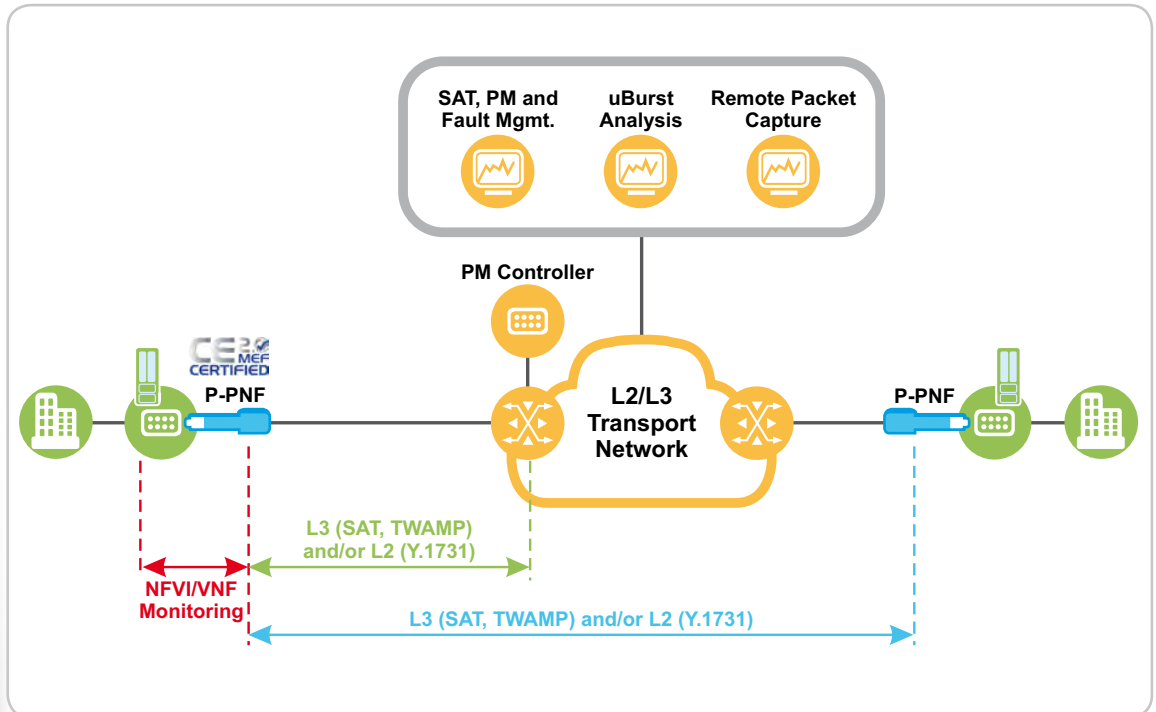 SAT, PM and
Fault Mgmt.
uBurst
Analysis
Remote Packet
Capture
PM Controller
CE 2.0
MEF
CERTIFIED
P-PNF
L2/L3
Transport
Network
P-PNF
L3 (SAT, TWAMP)
and/or L2 (Y.1731)
NFVI/VNF
Monitoring
L3 (SAT, TWAMP) and/or L2 (Y.1731)